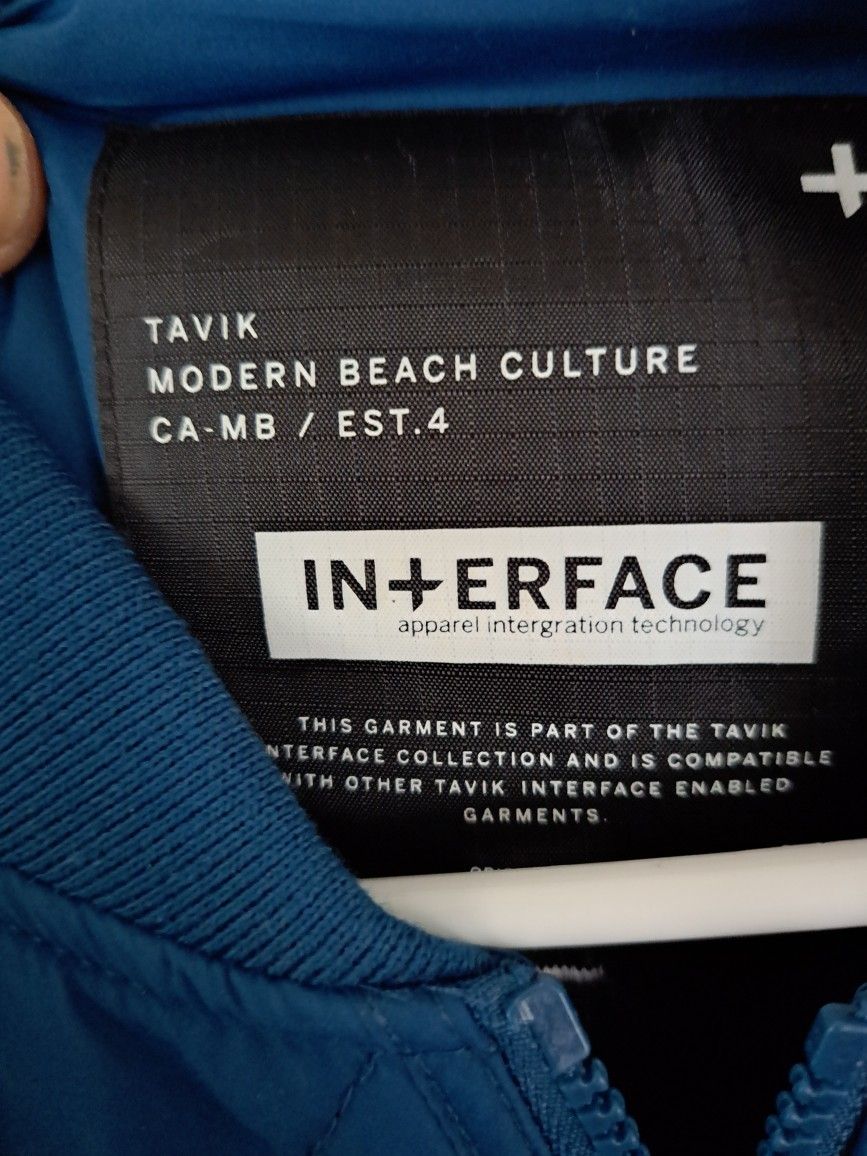 TAVIK
MODERN BEACH CULTURE
CA-MB / EST.4
IN+ERFACE
apparel intergration technology
THIS GARMENT IS PART OF THE TAVIK
NTERFACE COLLECTION AND IS COMPATIBLE
WITH OTHER TAVIK INTERFACE ENABLED
GARMENTS.